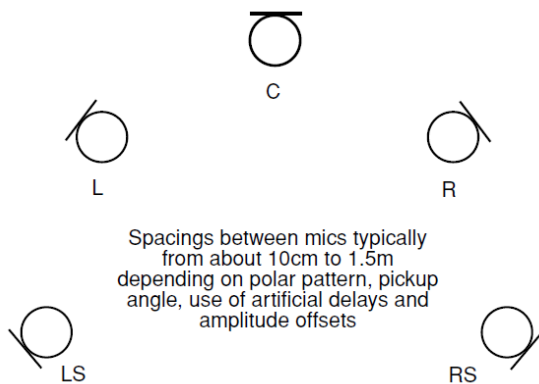 C
L
R
Spacings between mics typically
from about 10cm to 1.5m
depending on polar pattern, pickup
angle, use of artificial delays and
amplitude offsets
LS
RS